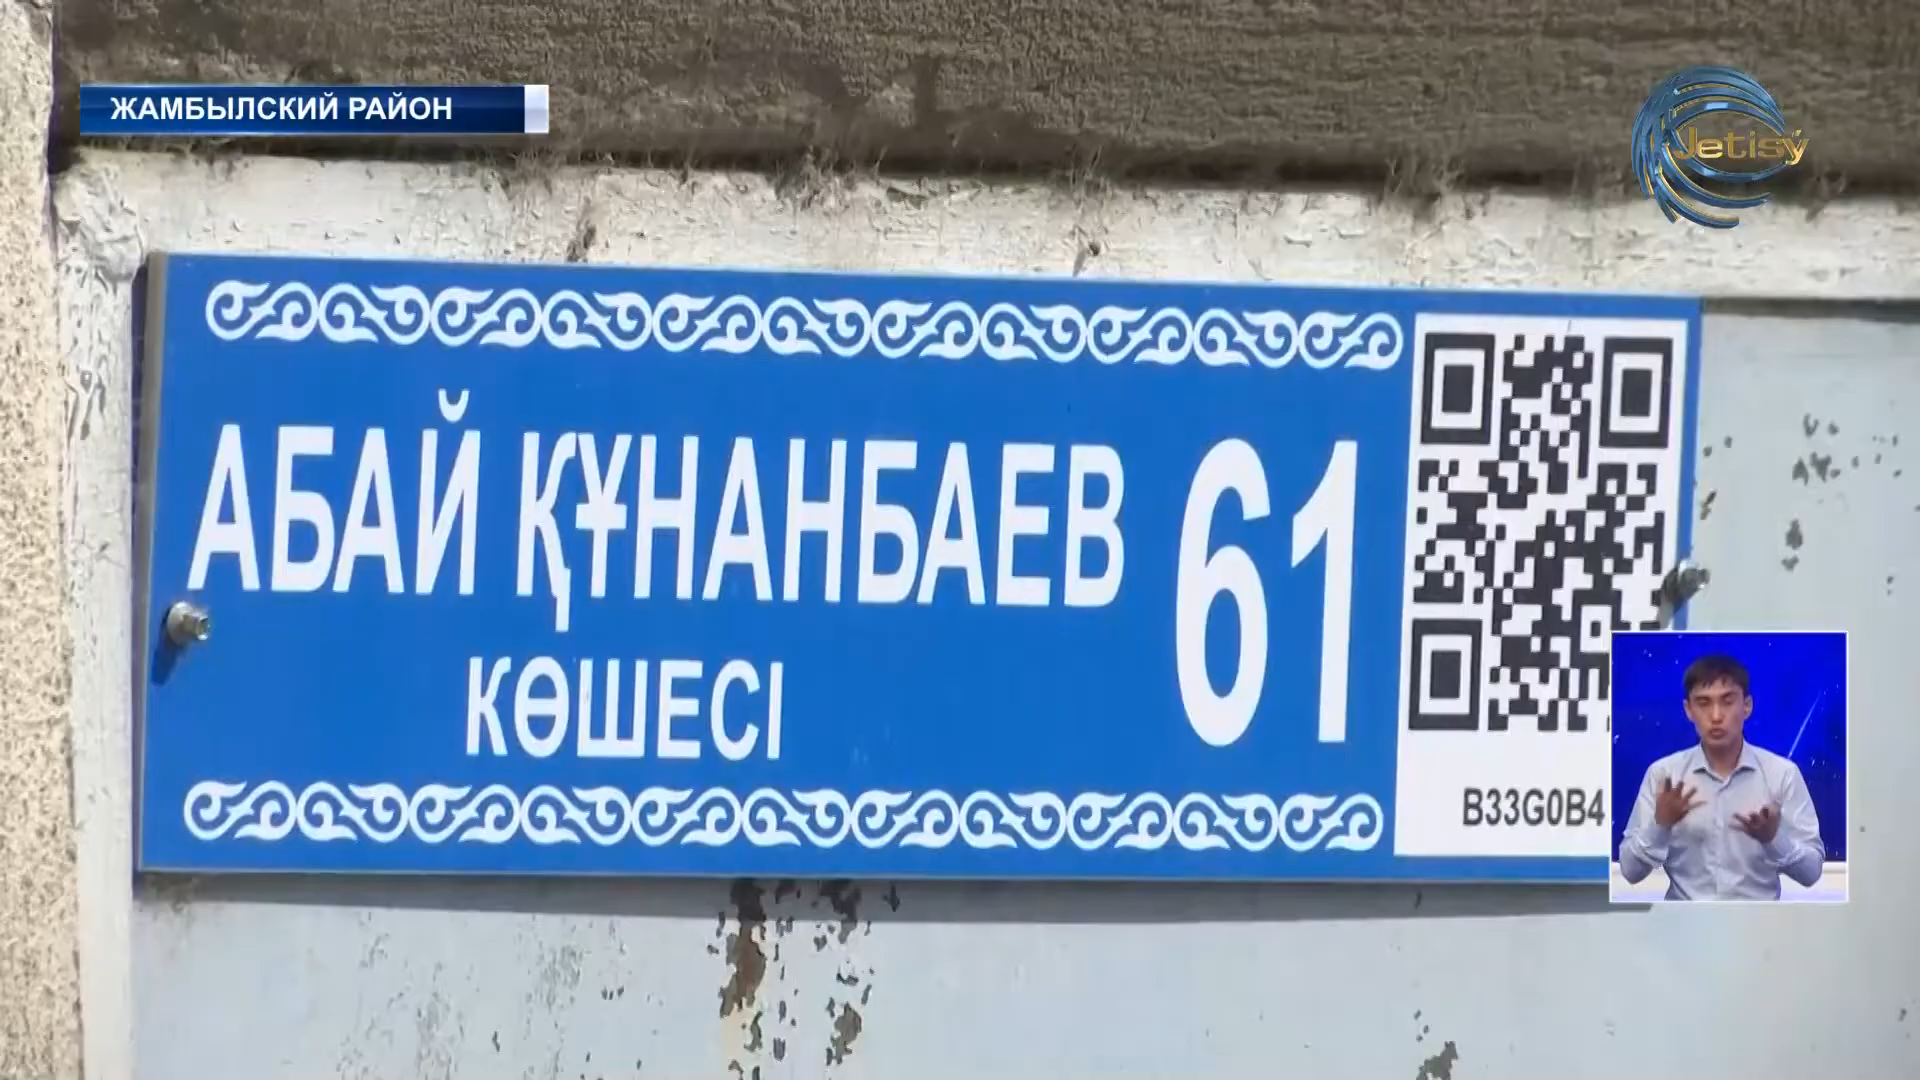 ЖАМБЫЛСКИЙ РАЙОН
Jetisý
АБАЙ ҚҰНАНБАЕВ 61
КӨШЕСІ
B33G0B4